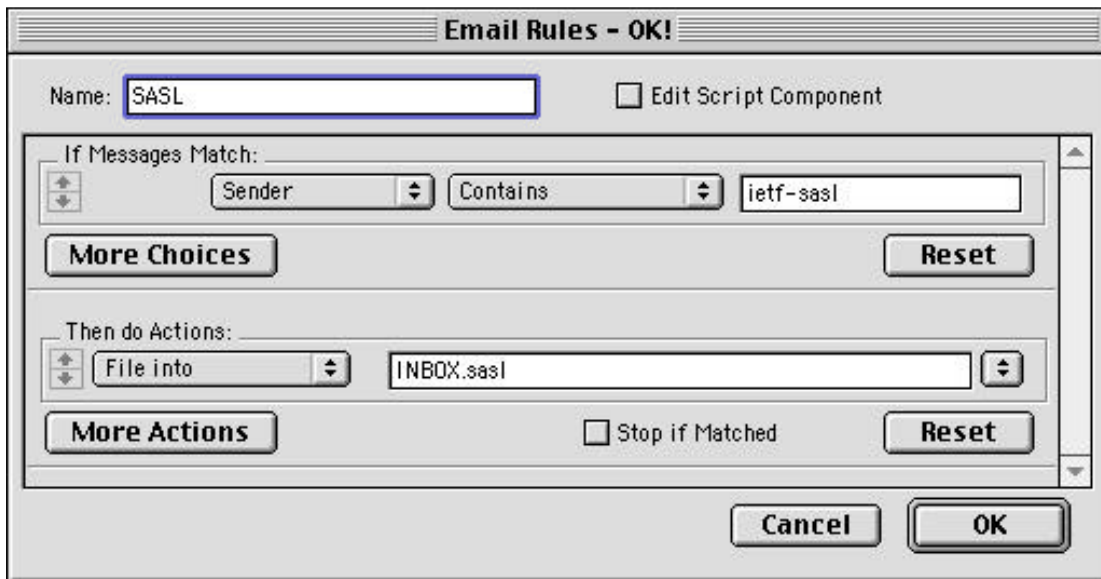 Email Rules - OK!
Name: SASL Edit Script Component
If Messages Match:
Sender Contains ietf-sasl
More Choices Reset
Then do Actions:
File into INBOX.sasl
More Actions Stop if Matched Reset
Cancel OK